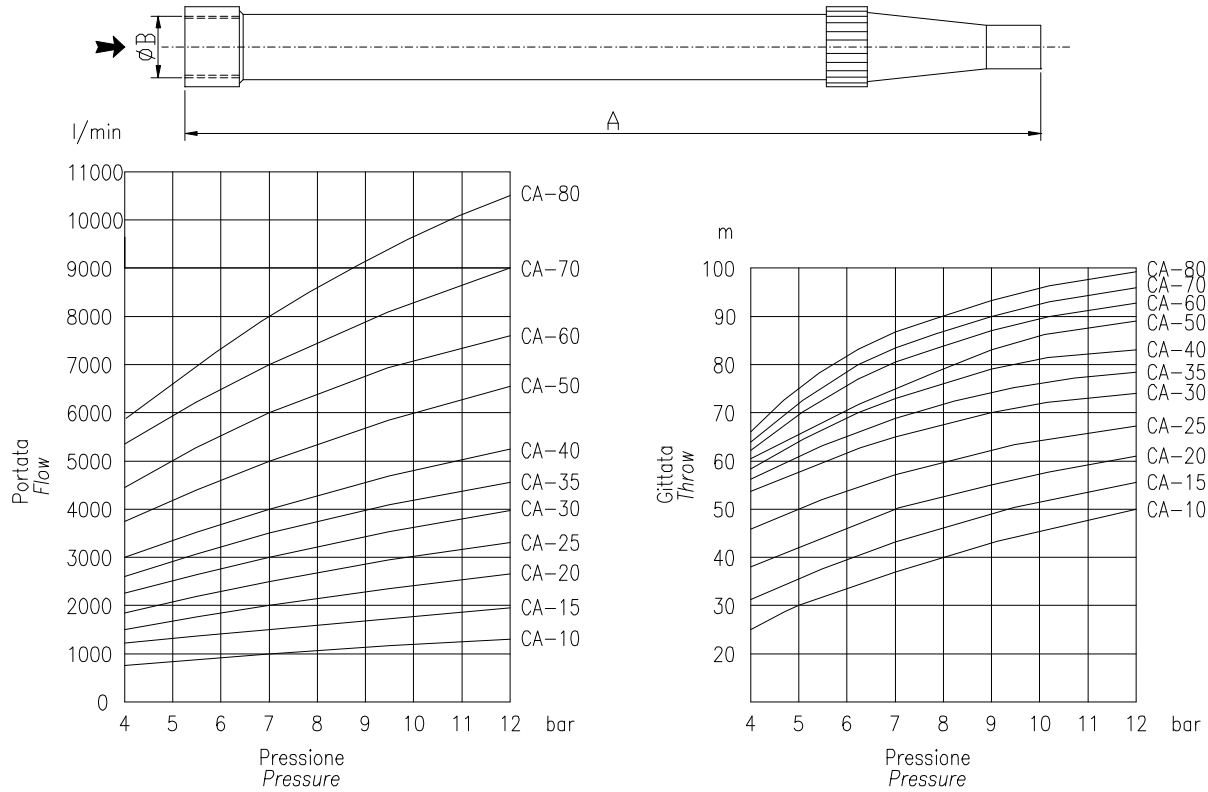 øB
A
l/min
11000
10000
9000
8000
7000
6000
5000
4000
3000
2000
1000
0
Portata
Flow
4 5 6 7 8 9 10 11 12 bar
Pressione
Pressure
CA-80
CA-70
CA-60
CA-50
CA-40
CA-35
CA-30
CA-25
CA-20
CA-15
CA-10
m
100
90
80
70
60
50
40
30
20
Gittata
Throw
4 5 6 7 8 9 10 11 12 bar
Pressione
Pressure
CA-80
CA-70
CA-60
CA-50
CA-40
CA-35
CA-30
CA-25
CA-20
CA-15
CA-10